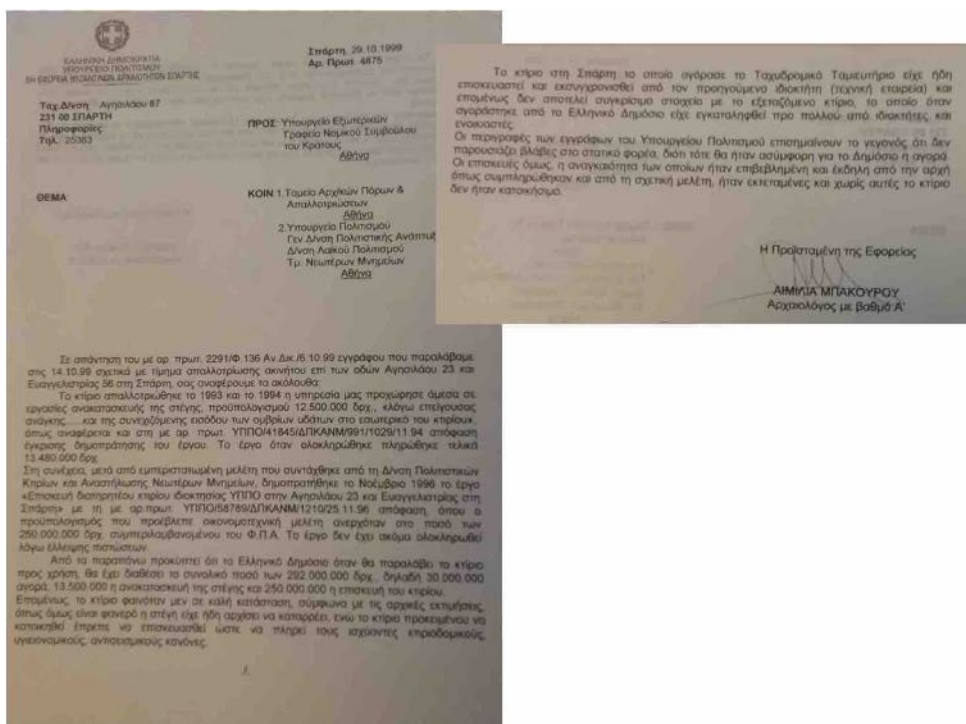 ΕΛΛΗΝΙΚΗ ΔΗΜΟΚΡΑΤΙΑ
ΥΠΟΥΡΓΕΙΟ ΠΟΛΙΤΙΣΜΟΥ
5Η ΕΦΟΡΕΙΑ ΒΥΖΑΝΤΙΝΩΝ ΑΡΧΑΙΟΤΗΤΩΝ ΣΠΑΡΤΗΣ
Σπάρτη, 29.10.1999
Αρ. Πρωτ. 4875
Ταχ.Δ/νση: Αγησιλάου 87
231 00 ΣΠΑΡΤΗ
Πληροφορίες:
Τηλ.: 25363
ΠΡΟΣ: Υπουργείο Εξωτερικών
Γραφείο Νομικού Συμβούλου
του Κράτους
Αθήνα
ΘΕΜΑ
ΚΟΙΝ: 1. Ταμείο Αρχ/κών Πόρων &
Απαλλοτριώσεων
Αθήνα
2. Υπουργείο Πολιτισμού
Γεν.Δ/νση Πολιτιστικής Ανάπτυξ
Δ/νση Λαϊκού Πολιτισμού
Τμ. Νεωτέρων Μνημείων
Αθήνα
Σε απάντηση του με αρ. πρωτ. 2291/Φ.136 Αν.Δικ./6.10.99 εγγράφου που παραλάβαμε
στις 14.10.99 σχετικά με τίμημα απαλλοτρίωσης ακινήτου επί των οδών Αγησιλάου 23 και
Ευαγγελιστρίας 56 στη Σπάρτη, σας αναφέρουμε τα ακόλουθα:
Το κτίριο απαλλοτριώθηκε το 1993 και το 1994 η υπηρεσία μας προχώρησε άμεσα σε
εργασίες ανακατασκευής της στέγης, προϋπολογισμού 12.500.000 δρχ., «λόγω επείγουσας
ανάγκης.....και της συνεχιζόμενης εισόδου των ομβρίων υδάτων στο εσωτερικό του κτηρίου»,
όπως αναφέρεται και στη με αρ. πρωτ. ΥΠΠΟ/41845/ΔΠΚΑΝΜ/991/1029/11.94 απόφαση
έγκρισης δημοπράτησης του έργου. Το έργο όταν ολοκληρώθηκε πληρώθηκε τελικά
13.480.000 δρχ.
Στη συνέχεια, μετά από εμπεριστατωμένη μελέτη που συντάχθηκε από τη Δ/νση Πολιτιστικών
Κτιρίων και Αναστήλωσης Νεωτέρων Μνημείων, δημοπρατήθηκε το Νοέμβριο 1996 το έργο
«Επισκευή διατηρητέου κτιρίου ιδιοκτησίας ΥΠΠΟ στην Αγησιλάου 23 και Ευαγγελιστρίας στη
Σπάρτη» με τη με αρ.πρωτ. ΥΠΠΟ/58789/ΔΠΚΑΝΜ/1210/25.11.96 απόφαση, όπου ο
προϋπολογισμός που προέβλεπε οικονομοτεχνική μελέτη ανερχόταν στο ποσό των
250.000.000 δρχ. συμπεριλαμβανομένου του Φ.Π.Α. Το έργο δεν έχει ακόμα ολοκληρωθεί
λόγω έλλειψης πιστώσεων.
Από τα παραπάνω προκύπτει ότι το Ελληνικό Δημόσιο όταν θα παραλάβει το κτίριο
προς χρήση, θα έχει διαθέσει το συνολικό ποσό των 292.000.000 δρχ., δηλαδή 30.000.000
αγορά, 13.500.000 η ανακατασκευή της στέγης και 250.000.000 η επισκευή του κτιρίου.
Επομένως, το κτίριο φαινόταν μεν σε καλή κατάσταση, σύμφωνα με τις αρχικές εκτιμήσεις,
όπως όμως είναι φανερό η στέγη είχε ήδη αρχίσει να καταρρέει, ενώ το κτίριο προκειμένου να
κατοικηθεί έπρεπε να επισκευασθεί ώστε να πληρεί τους ισχύοντες κτιριοδομικούς,
υγειονομικούς, αντισεισμικούς κανόνες.
./.
Το κτίριο στη Σπάρτη το οποίο αγόρασε το Ταχυδρομικό Ταμιευτήριο είχε ήδη
επισκευαστεί και εκσυγχρονισθεί από τον προηγούμενο ιδιοκτήτη (τεχνική εταιρεία) και
επομένως δεν αποτελεί συγκρίσιμο στοιχείο με το εξεταζόμενο κτίριο, το οποίο όταν
αγοράστηκε από το Ελληνικό Δημόσιο είχε εγκαταληφθεί προ πολλού από ιδιοκτήτες και
ενοικιαστές.
Οι περιγραφές των εγγράφων του Υπουργείου Πολιτισμού επισημαίνουν το γεγονός ότι δεν
παρουσιάζει βλάβες στο στατικό φορέα, διότι τότε θα ήταν ασύμφορη για το Δημόσιο η αγορά.
Οι επισκευές όμως, η αναγκαιότητα των οποίων ήταν επιβεβλημένη και έκδηλη από την αρχή
όπως συμπληρώθηκαν και από τη σχετική μελέτη, ήταν εκτεταμένες και χωρίς αυτές το κτίριο
δεν ήταν κατοικήσιμο.
Η Προϊσταμένη της Εφορείας
ΑΙΜΙΛΙΑ ΜΠΑΚΟΥΡΟΥ
Αρχαιολόγος με βαθμό Α'